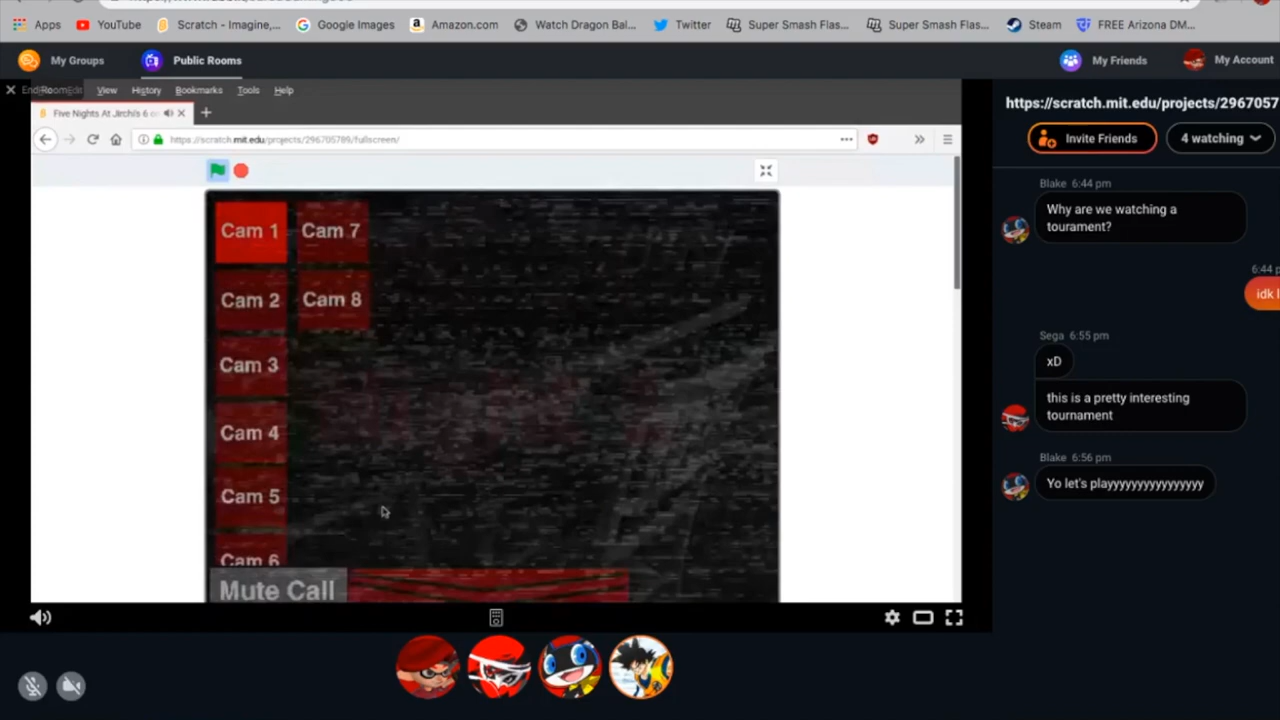 Apps YouTube Scratch - Imagine,... Google Images Amazon.com Watch Dragon Bal... Twitter Super Smash Flas... Super Smash Flas... Steam FREE Arizona DM...
My Groups Public Rooms My Friends My Account
View History Bookmarks Tools Help
Five Nights At Jirchi's 6 on
https://scratch.mit.edu/projects/296705789/fullscreen/
Cam 1 Cam 7
Cam 2 Cam 8
Cam 3
Cam 4
Cam 5
Cam 6
Mute Call
https://scratch.mit.edu/projects/2967057
Invite Friends 4 watching
Blake 6:44 pm
Why are we watching a
tourament?
6:44 p
idk
Sega 6:55 pm
xD
this is a pretty interesting
tournament
Blake 6:56 pm
Yo let's playyyyyyyyyyyyyyy